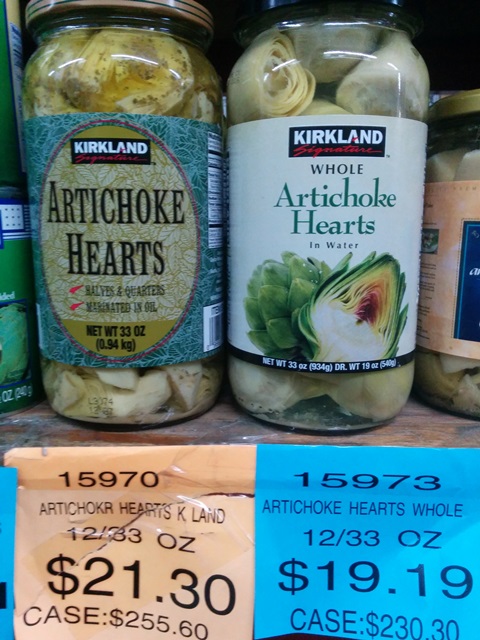 KIRKLAND
Signature
ARTICHOKE
HEARTS
HALVES & QUARTERS
MARINATED IN OIL
NET WT 33 OZ
(0.94 kg)
KIRKLAND
Signature
WHOLE
Artichoke
Hearts
In Water
NET WT 33 oz (934g) DR. WT 19 oz (540g)
15970
ARTICHOKR HEARTS K LAND
12/33 OZ
$21.30
CASE:$255.60
15973
ARTICHOKE HEARTS WHOLE
12/33 OZ
$19.19
CASE:$230.30